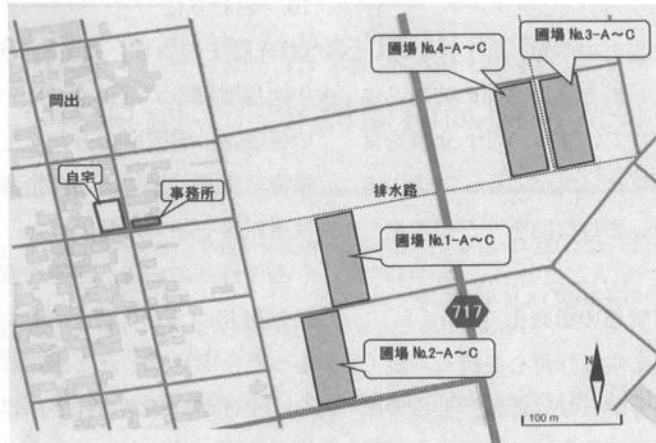 圃場 No.3-A～C
圃場 No.4-A～C
岡出
自宅
事務所
排水路
圃場 No.1-A～C
717
圃場 No.2-A～C
N
100 m